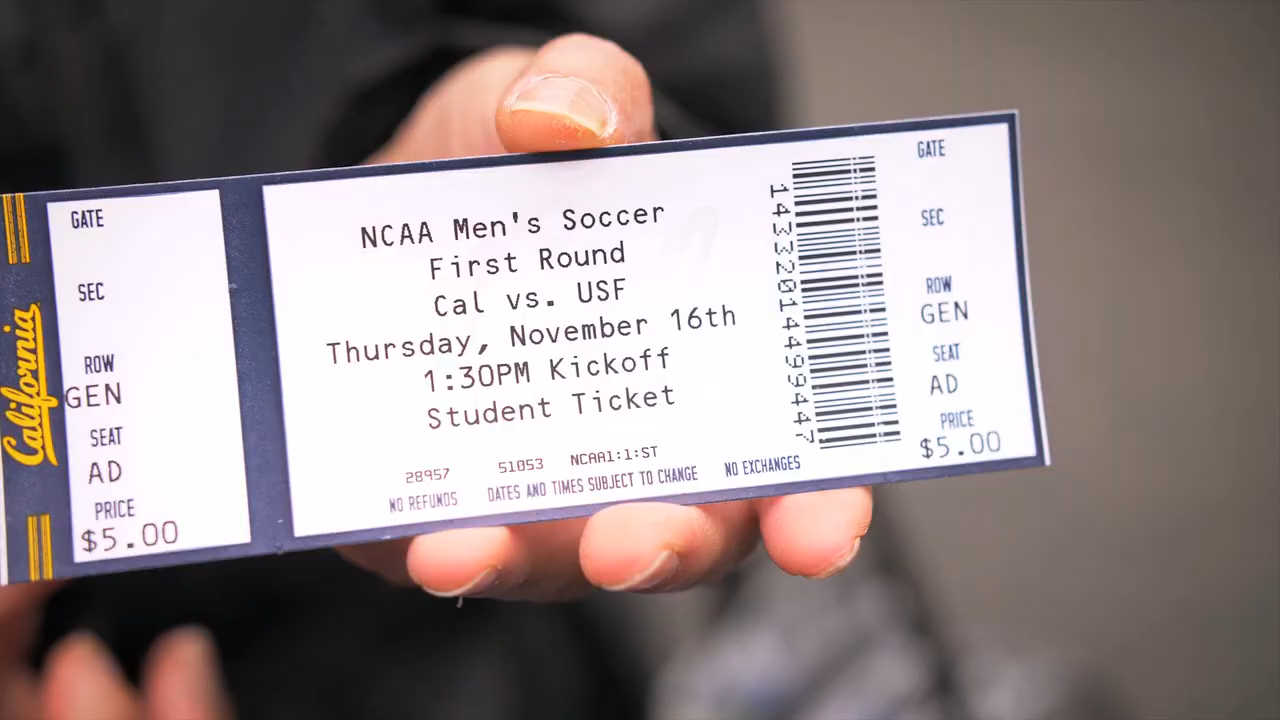 California
GATE
SEC
ROW
GEN
SEAT
AD
PRICE
$5.00
NCAA Men's Soccer
First Round
Cal vs. USF
Thursday, November 16th
1:30PM Kickoff
Student Ticket
28957 51053 NCAA1:1:ST
NO REFUNDS DATES AND TIMES SUBJECT TO CHANGE NO EXCHANGES
14332014499447
GATE
SEC
ROW
GEN
SEAT
AD
PRICE
$5.00